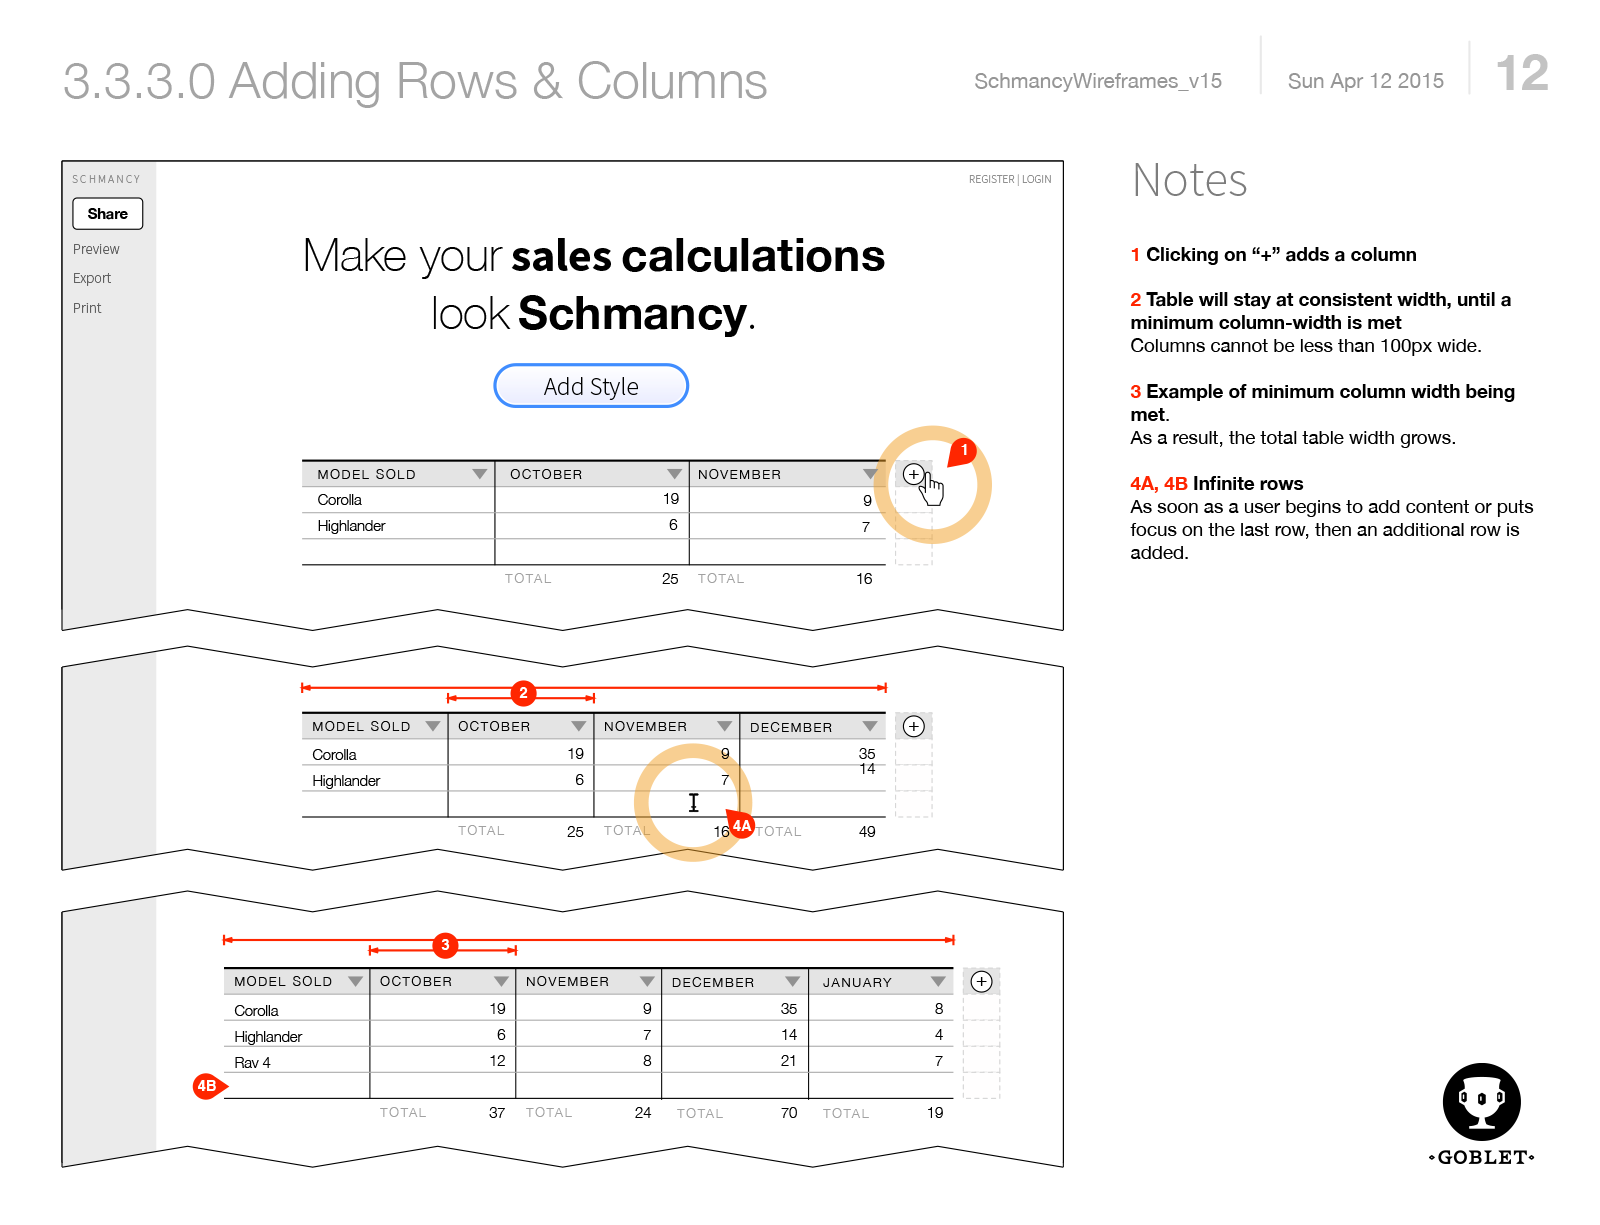 3.3.3.0 Adding Rows & Columns
SchmancyWireframes_v15
Sun Apr 12 2015
12
SCHMANCY
Share
Preview
Export
Print
REGISTER | LOGIN
Make your sales calculations
look Schmancy.
Add Style
1
MODEL SOLD OCTOBER NOVEMBER +
Corolla 19 9
Highlander 6 7
TOTAL 25 TOTAL 16
2
MODEL SOLD OCTOBER NOVEMBER DECEMBER +
Corolla 19 9 35
Highlander 6 7 14
4A
TOTAL 25 TOTAL 16 TOTAL 49
3
MODEL SOLD OCTOBER NOVEMBER DECEMBER JANUARY +
Corolla 19 9 35 8
Highlander 6 7 14 4
Rav 4 12 8 21 7
4B
TOTAL 37 TOTAL 24 TOTAL 70 TOTAL 19
Notes
1 Clicking on “+” adds a column
2 Table will stay at consistent width, until a
minimum column-width is met
Columns cannot be less than 100px wide.
3 Example of minimum column width being
met.
As a result, the total table width grows.
4A, 4B Infinite rows
As soon as a user begins to add content or puts
focus on the last row, then an additional row is
added.
GOBLET